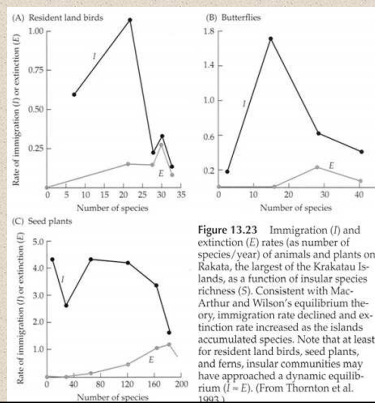 (A) Resident land birds
Rate of immigration (I) or extinction (E)
1.00
0.75
0.50
0.25
I
E
0 5 10 15 20 25 30 35
Number of species
(B) Butterflies
1.8
1.4
1.0
0.6
0.2
I
E
0 10 20 30 40
Number of species
(C) Seed plants
Rate of immigration (I) or extinction (E)
5.0
4.0
3.0
2.0
1.0
I
E
0 40 80 120 160 200
Number of species
Figure 13.23 Immigration (I) and
extinction (E) rates (as number of
species/year) of animals and plants on
Rakata, the largest of the Krakatau Is-
lands, as a function of insular species
richness (S). Consistent with Mac-
Arthur and Wilson's equilibrium the-
ory, immigration rate declined and ex-
tinction rate increased as the islands
accumulated species. Note that at least
for resident land birds, seed plants,
and ferns, insular communities may
have approached a dynamic equilib-
rium (I = E). (From Thornton et al.
1993.)